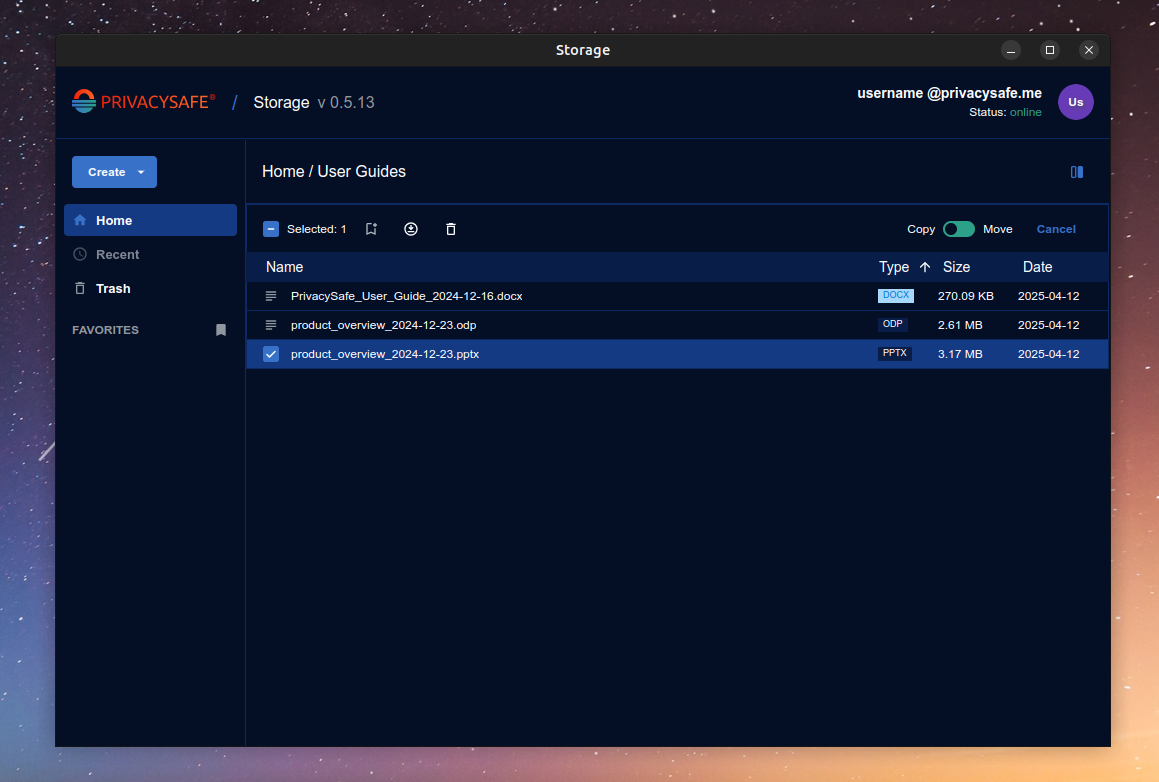 Storage
PRIVACYSAFE® / Storage v 0.5.13
username @privacysafe.me
Status: online
Us
Create
Home / User Guides
Home
Recent
Trash
FAVORITES
Selected: 1
Copy Move Cancel
Name Type Size Date
PrivacySafe_User_Guide_2024-12-16.docx DOCX 270.09 KB 2025-04-12
product_overview_2024-12-23.odp ODP 2.61 MB 2025-04-12
product_overview_2024-12-23.pptx PPTX 3.17 MB 2025-04-12